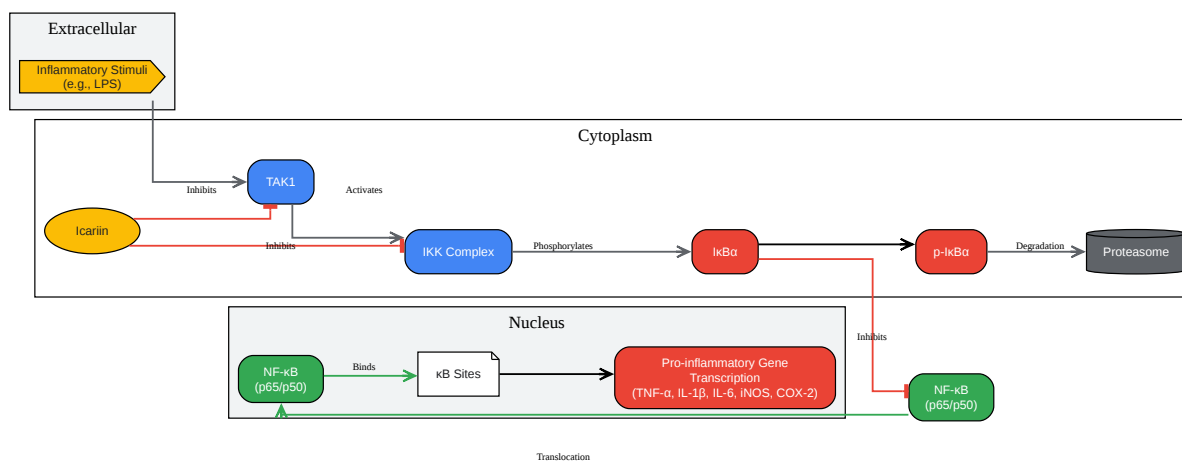 Extracellular
Inflammatory Stimuli
(e.g., LPS)
Cytoplasm
TAK1
Inhibits
Activates
Icariin
Inhibits
IKK Complex
Phosphorylates
IκBα
p-IκBα
Degradation
Proteasome
Nucleus
Inhibits
NF-κB
(p65/p50)
Binds
κB Sites
Pro-inflammatory Gene
Transcription
(TNF-α, IL-1β, IL-6, iNOS, COX-2)
NF-κB
(p65/p50)
Translocation